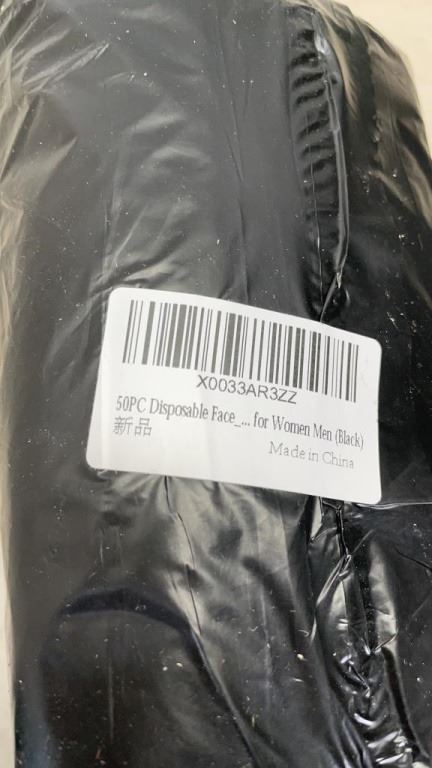 X0033AR3ZZ
50PC Disposable Face_... for Women Men (Black)
新品
Made in China